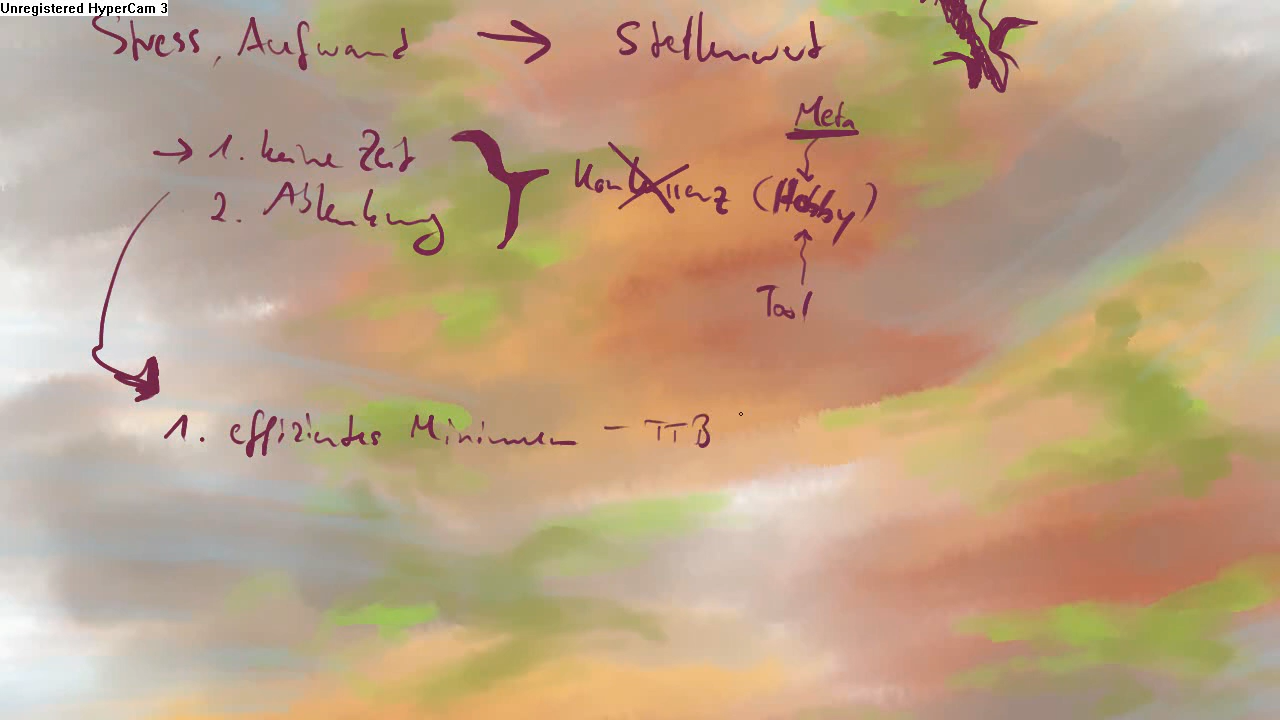 Unregistered HyperCam 3
Stress, Aufwand → Stellenwert
Meta
→ 1. keine Zeit
Konkurrenz (Hobby)
2. Ablenkung
Tool
1. effizientes Minimum - TTB